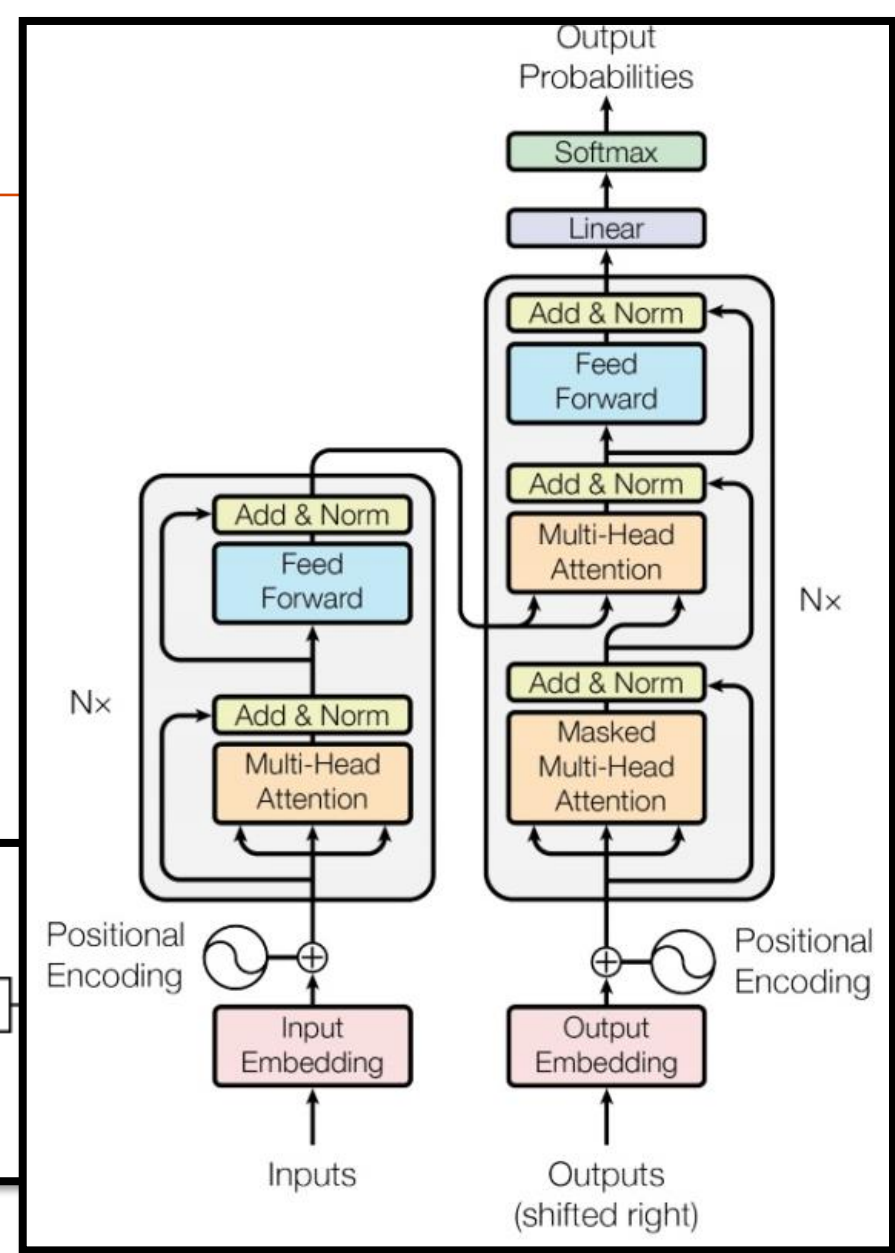 Output
Probabilities
Softmax
Linear
Add & Norm
Feed
Forward
Add & Norm
Multi-Head
Attention
Nx
Add & Norm
Masked
Multi-Head
Attention
Add & Norm
Feed
Forward
Nx
Add & Norm
Multi-Head
Attention
Positional
Encoding
Positional
Encoding
Input
Embedding
Output
Embedding
Inputs
Outputs
(shifted right)